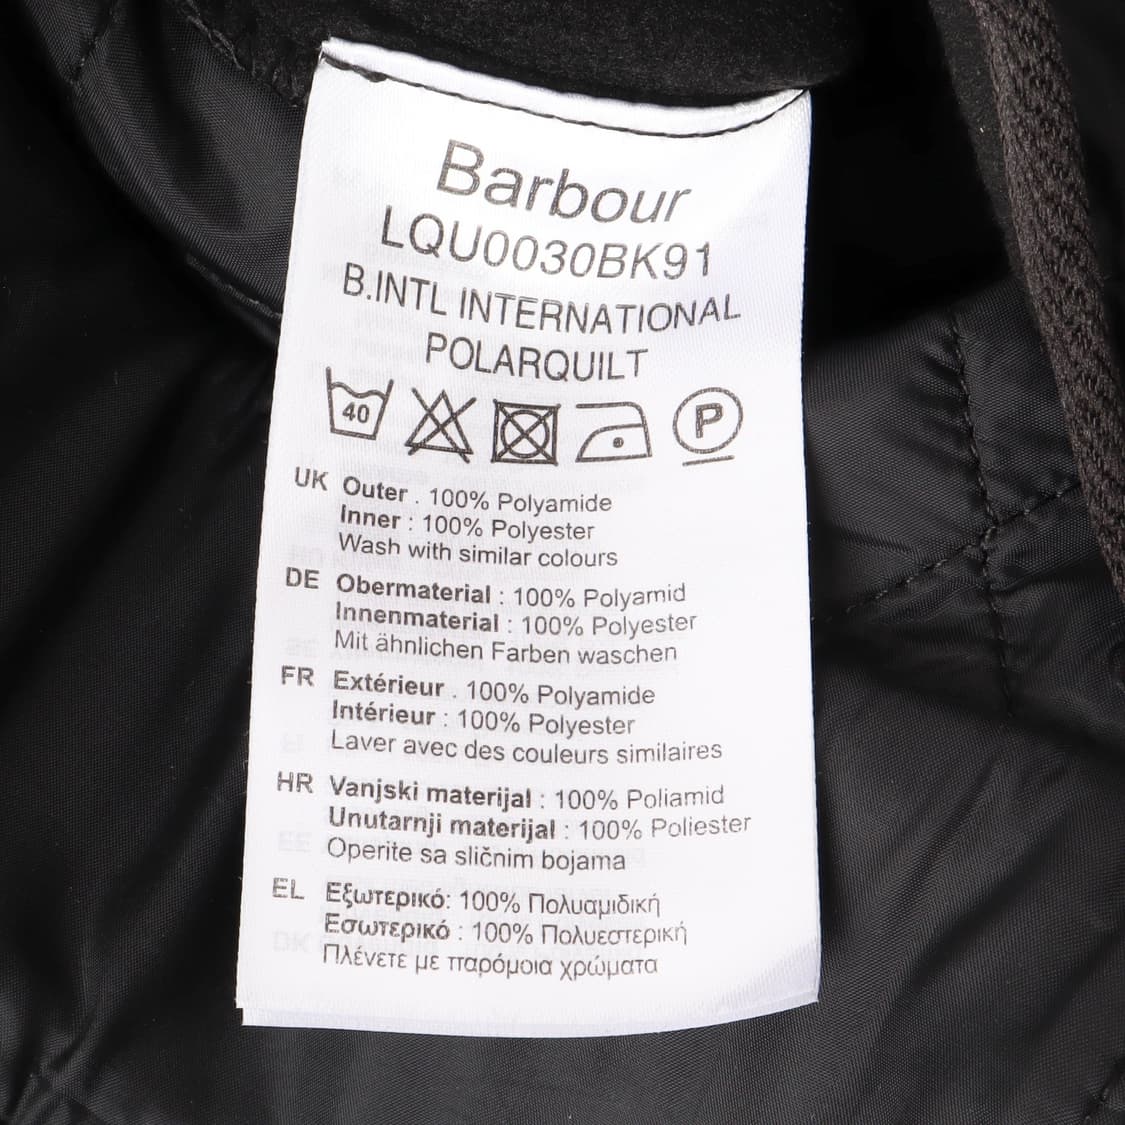 Barbour
LQU0030BK91
B.INTL INTERNATIONAL
POLARQUILT
40 P
UK Outer . 100% Polyamide
Inner : 100% Polyester
Wash with similar colours
DE Obermaterial : 100% Polyamid
Innenmaterial : 100% Polyester
Mit ähnlichen Farben waschen
FR Extérieur . 100% Polyamide
Intérieur : 100% Polyester
Laver avec des couleurs similaires
HR Vanjski materijal : 100% Poliamid
Unutarnji materijal : 100% Poliester
Operite sa sličnim bojama
EL Εξωτερικό: 100% Πολυαμιδική
Εσωτερικό : 100% Πολυεστερική
Πλένετε με παρόμοια χρώματα